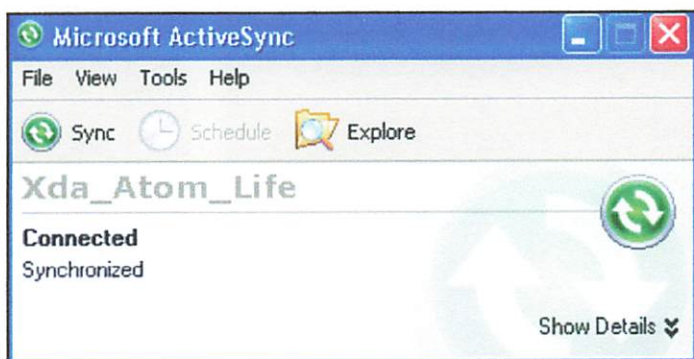 Microsoft ActiveSync
File View Tools Help
Sync Schedule Explore
Xda_Atom_Life
Connected
Synchronized
Show Details